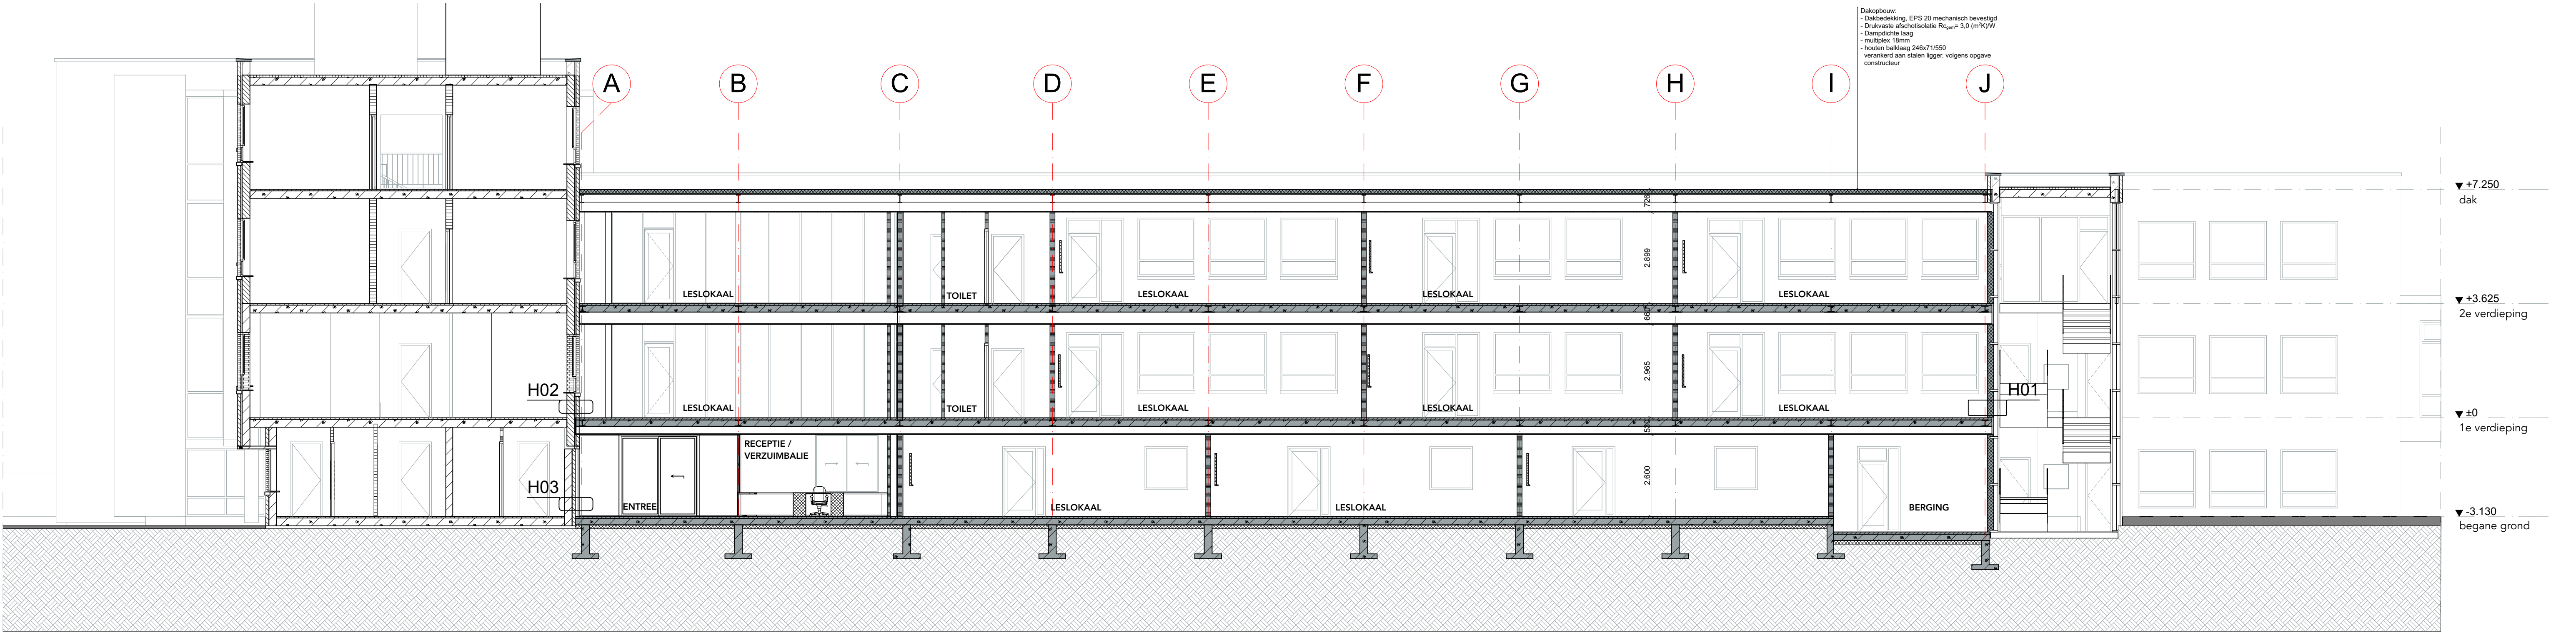 Dakopbouw:
- Dakbedekking, EPS 20 mechanisch bevestigd
- Drukvaste afschotisolatie Rcgem= 3,0 (m²K)/W
- Dampdichte laag
- multiplex 18mm
- houten balklaag 246x71/550
verankerd aan stalen ligger, volgens opgave
constructeur
A B C D E F G H I J
+7.250
dak
726
2.899
LESLOKAAL TOILET LESLOKAAL LESLOKAAL LESLOKAAL
+3.625
2e verdieping
2.965
H02
H01
LESLOKAAL TOILET LESLOKAAL LESLOKAAL LESLOKAAL
±0
1e verdieping
530
RECEPTIE /
VERZUIMBALIE
2.600
H03
ENTREE LESLOKAAL LESLOKAAL BERGING
-3.130
begane grond